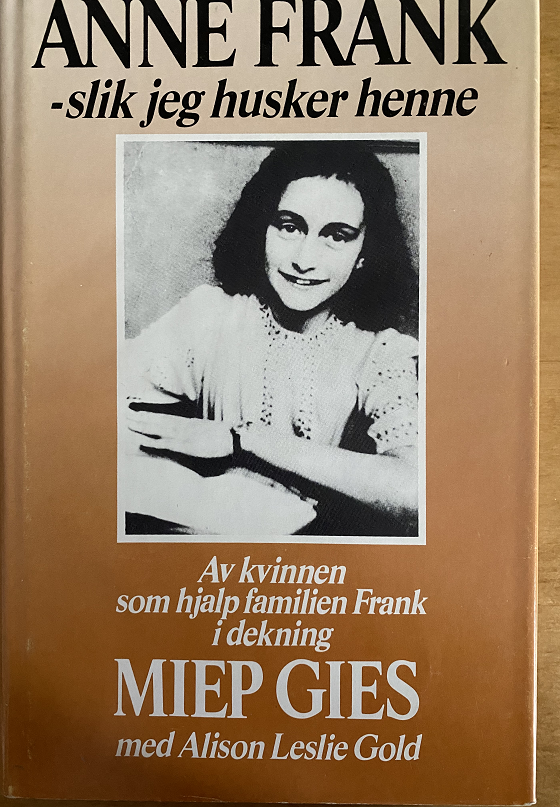 ANNE FRANK
-slik jeg husker henne
Av kvinnen
som hjalp familien Frank
i dekning
MIEP GIES
med Alison Leslie Gold